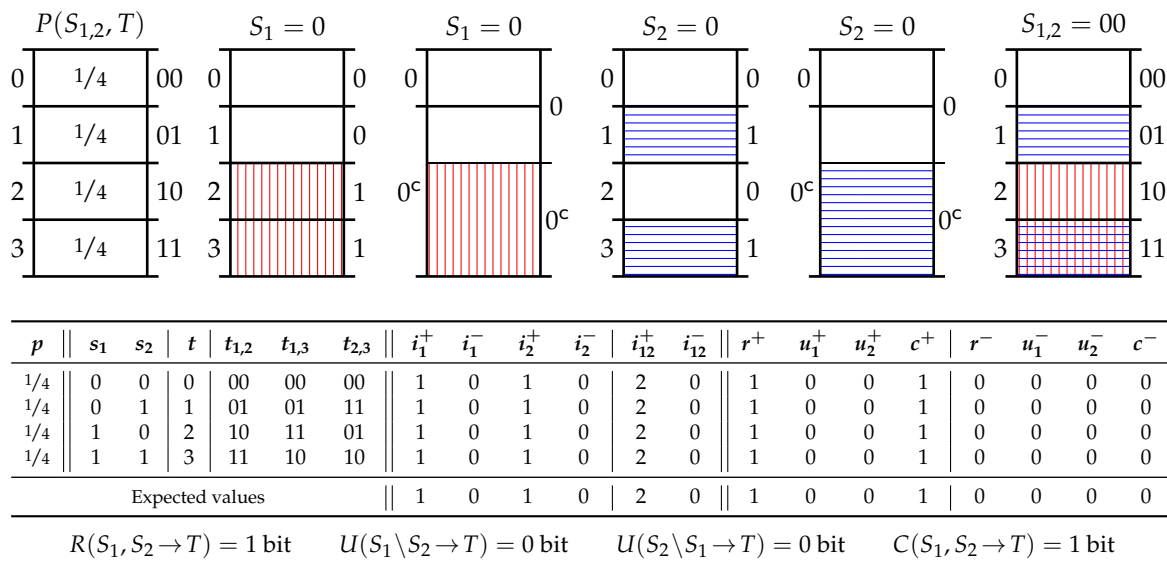 P(S₁,₂, T) S₁ = 0 S₁ = 0 S₂ = 0 S₂ = 0 S₁,₂ = 00
0 1/4 00 0 0 0 0 0 0 0 00
0 0
1 1/4 01 1 0 1 1 1 01
2 1/4 10 2 1 0ᶜ 2 0 0ᶜ 2 10
0ᶜ 0ᶜ
3 1/4 11 3 1 3 1 3 11
p s₁ s₂ t t₁,₂ t₁,₃ t₂,₃ i₁⁺ i₁⁻ i₂⁺ i₂⁻ i₁₂⁺ i₁₂⁻ r⁺ u₁⁺ u₂⁺ c⁺ r⁻ u₁⁻ u₂⁻ c⁻
1/4 0 0 0 00 00 00 1 0 1 0 2 0 1 0 0 1 0 0 0 0
1/4 0 1 1 01 01 11 1 0 1 0 2 0 1 0 0 1 0 0 0 0
1/4 1 0 2 10 11 01 1 0 1 0 2 0 1 0 0 1 0 0 0 0
1/4 1 1 3 11 10 10 1 0 1 0 2 0 1 0 0 1 0 0 0 0
Expected values 1 0 1 0 2 0 1 0 0 1 0 0 0 0
R(S₁, S₂ → T) = 1 bit U(S₁\S₂ → T) = 0 bit U(S₂\S₁ → T) = 0 bit C(S₁, S₂ → T) = 1 bit